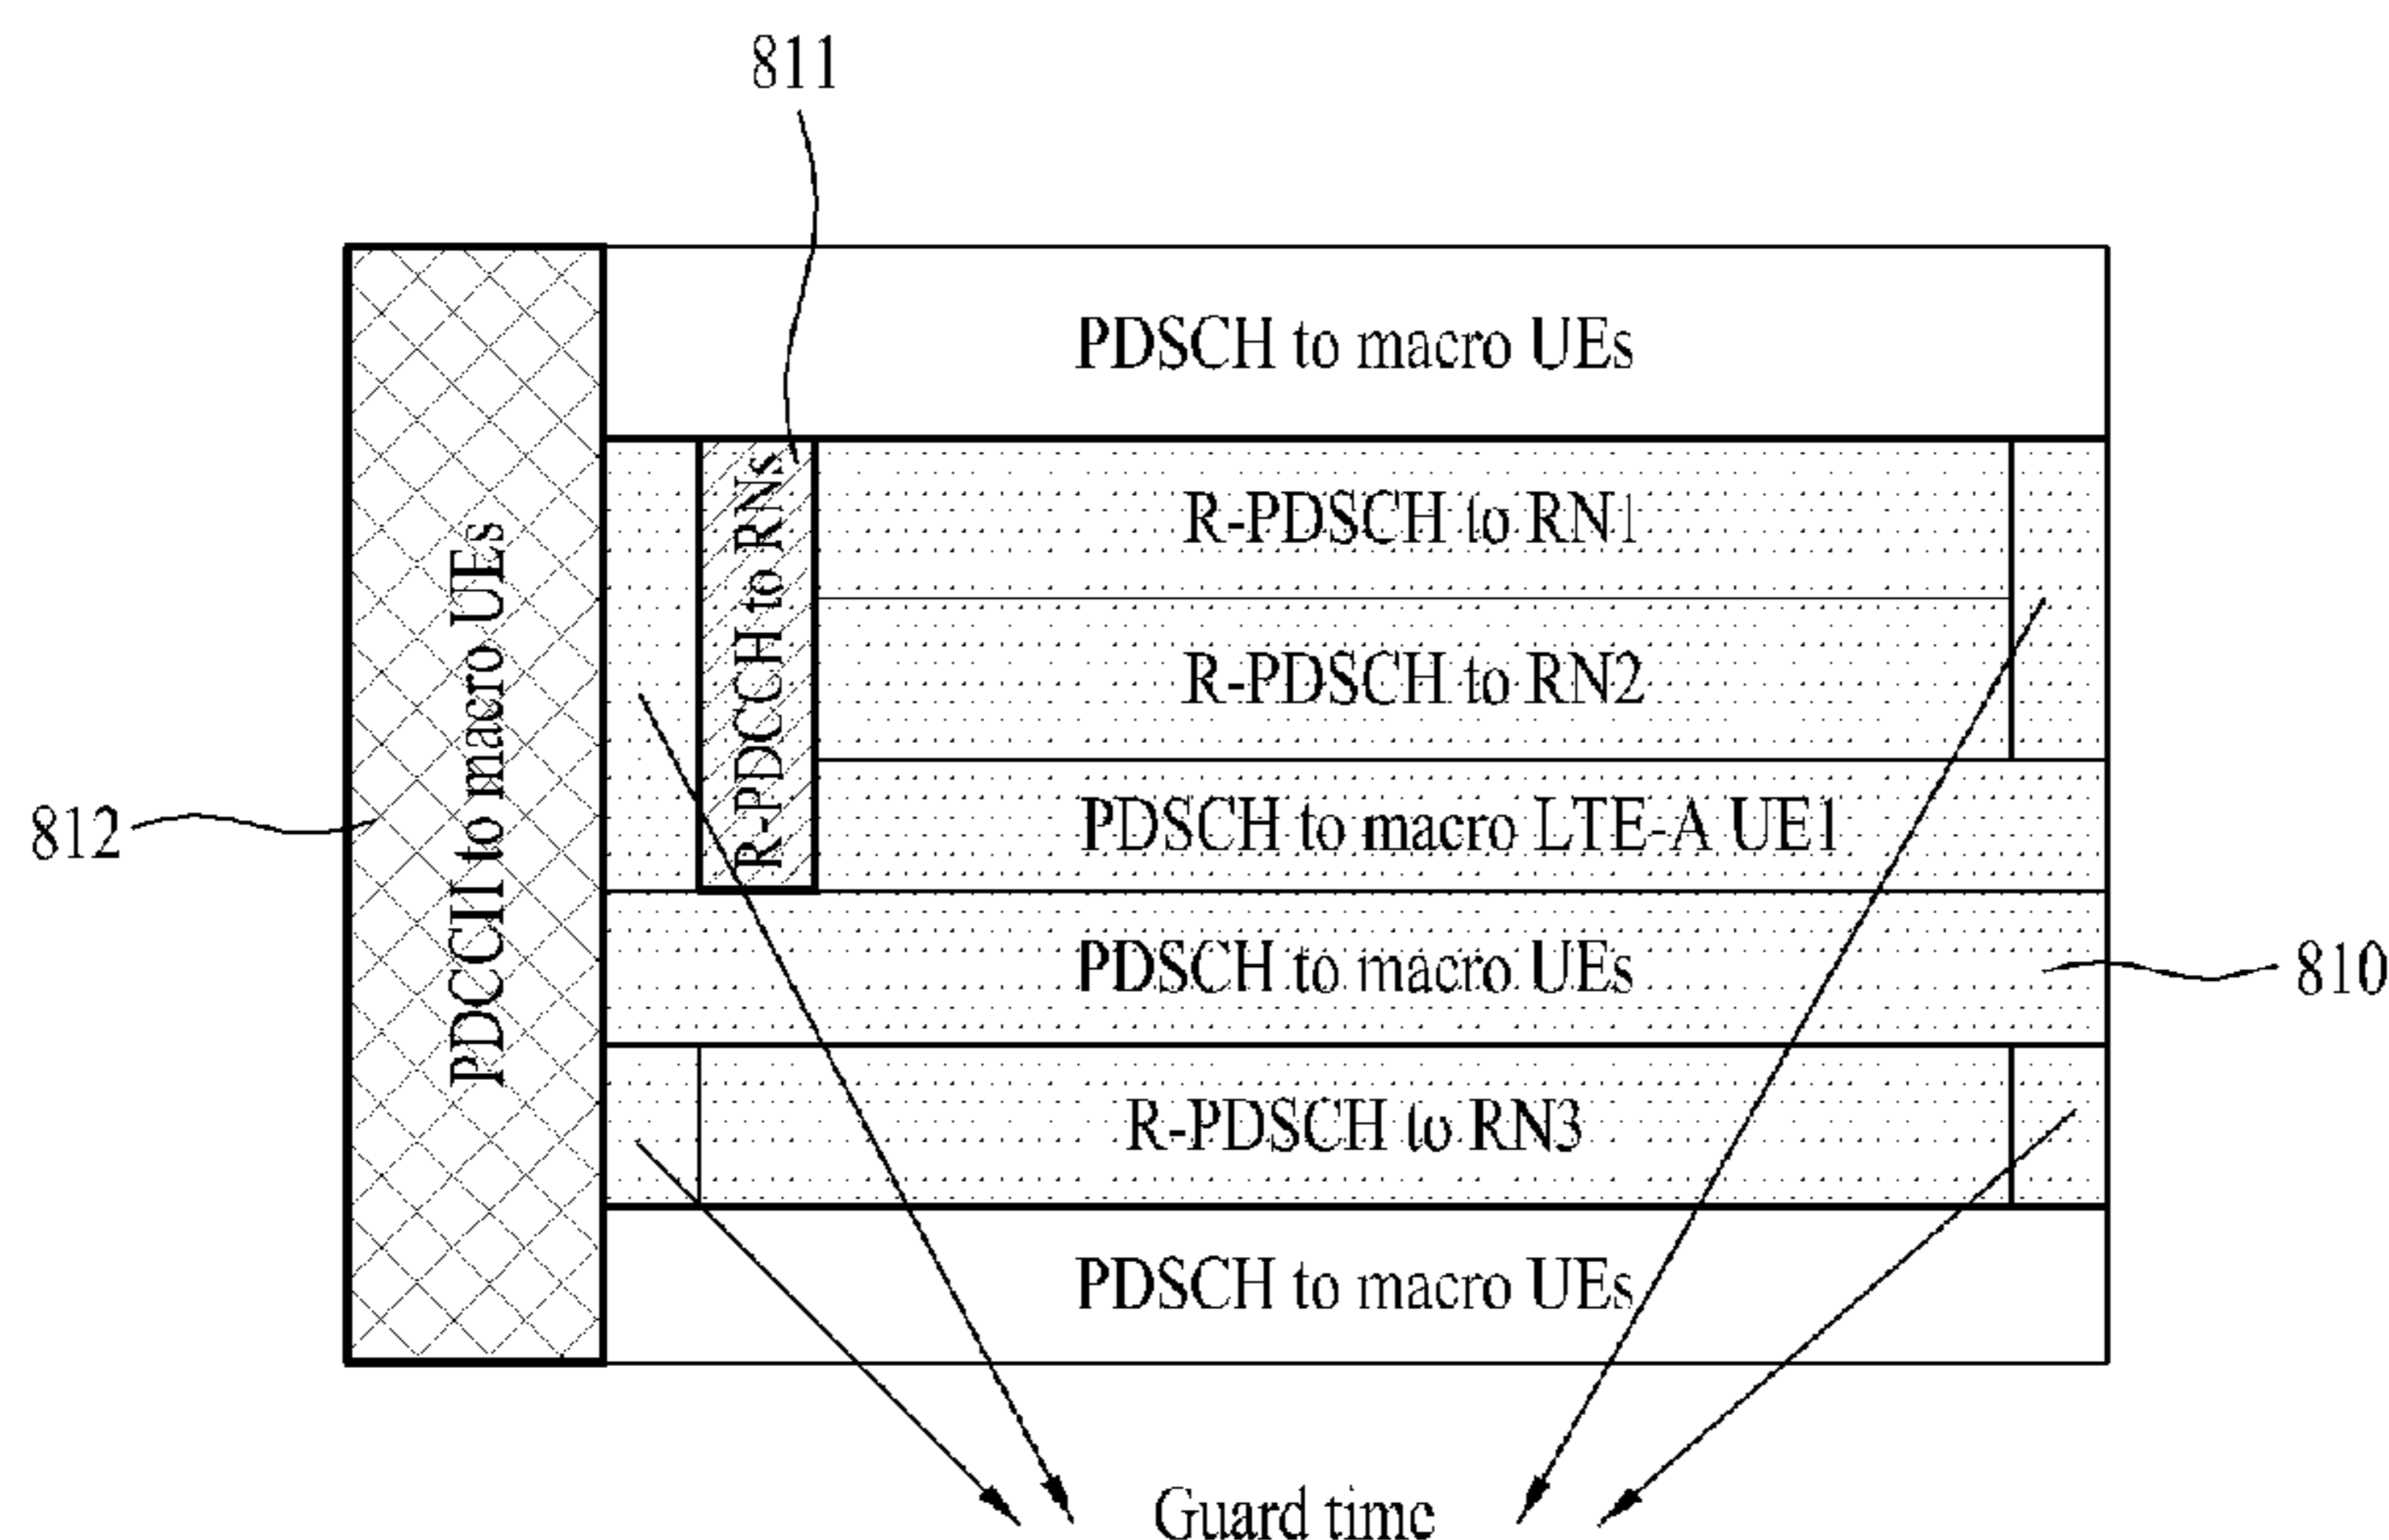 811
PDSCH to macro UEs
R-PDCCH to RNs
R-PDSCH to RN1
R-PDSCH to RN2
PDCCH to macro UEs
812
PDSCH to macro LTE-A UE1
PDSCH to macro UEs
810
R-PDSCH to RN3
PDSCH to macro UEs
Guard time